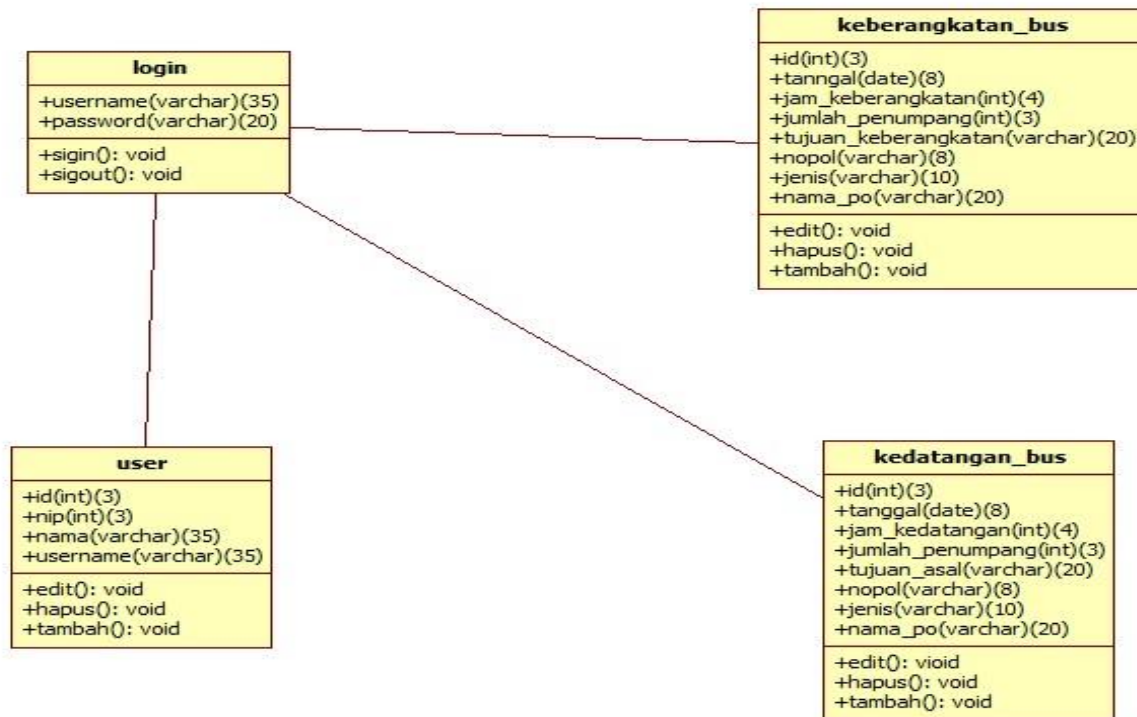 login
+username(varchar)(35)
+password(varchar)(20)
+sigin(): void
+sigout(): void
keberangkatan_bus
+id(int)(3)
+tanngal(date)(8)
+jam_keberangkatan(int)(4)
+jumlah_penumpang(int)(3)
+tujuan_keberangkatan(varchar)(20)
+nopol(varchar)(8)
+jenis(varchar)(10)
+nama_po(varchar)(20)
+edit(): void
+hapus(): void
+tambah(): void
user
+id(int)(3)
+nip(int)(3)
+nama(varchar)(35)
+username(varchar)(35)
+edit(): void
+hapus(): void
+tambah(): void
kedatangan_bus
+id(int)(3)
+tanggal(date)(8)
+jam_kedatangan(int)(4)
+jumlah_penumpang(int)(3)
+tujuan_asal(varchar)(20)
+nopol(varchar)(8)
+jenis(varchar)(10)
+nama_po(varchar)(20)
+edit(): vioid
+hapus(): void
+tambah(): void